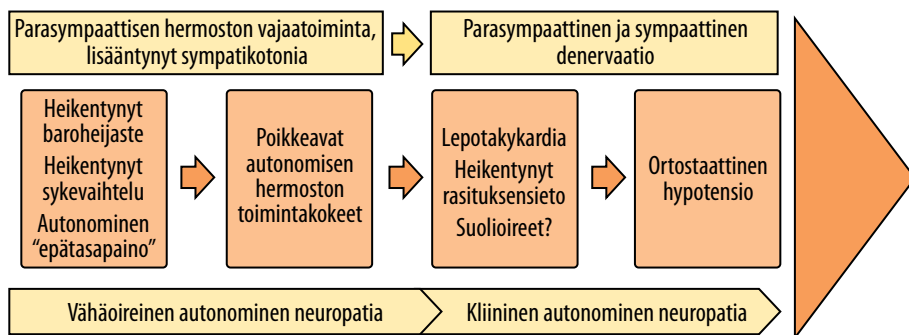 Parasympaattisen hermoston vajaatoiminta,
lisääntynyt sympatikotonia
Parasympaattinen ja sympaattinen
denervaatio
Heikentynyt
baroheijaste
Heikentynyt
sykevaihtelu
Autonominen
“epätasapaino”
Poikkeavat
autonomisen
hermoston
toimintakokeet
Lepotakykardia
Heikentynyt
rasituksensieto
Suolioireet?
Ortostaattinen
hypotensio
Vähäoireinen autonominen neuropatia
Kliininen autonominen neuropatia